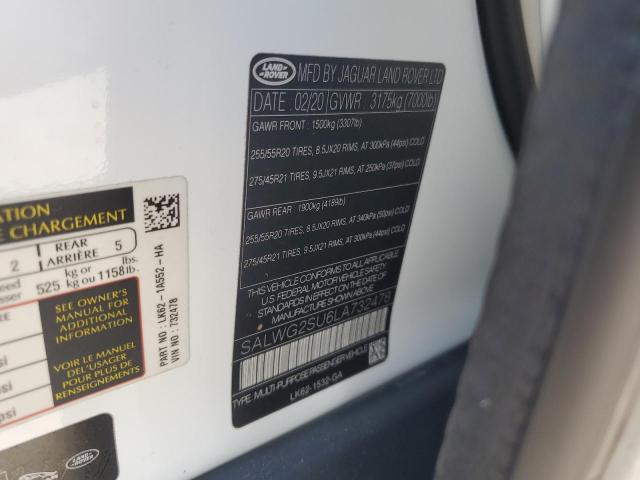 LAND ROVER
MFD BY JAGUAR LAND ROVER LTD
DATE 02/20 GVWR 3175kg (7000lb)
GAWR FRONT : 1500kg (3307lb)
255/55R20 TIRES, 8.5JX20 RIMS, AT 300kPa (44psi) COLD
275/45R21 TIRES, 9.5JX21 RIMS, AT 250kPa (37psi) COLD
GAWR REAR : 1900kg (4189lb)
255/55R20 TIRES, 8.5JX20 RIMS, AT 340kPa (50psi) COLD
275/45R21 TIRES, 9.5JX21 RIMS, AT 300kPa (44psi) COLD
THIS VEHICLE CONFORMS TO ALL APPLICABLE
U.S. FEDERAL MOTOR VEHICLE SAFETY
STANDARDS IN EFFECT ON THE DATE OF
MANUFACTURE SHOWN ABOVE.
SALWG2SU6LA732478
TYPE: MULTI-PURPOSE PASSENGER VEHICLE
LK62-1532-GA
CHARGEMENT
2 REAR ARRIÈRE 5
525 kg or kg ou 1158 lb.
SEE OWNER'S
MANUAL FOR
ADDITIONAL
INFORMATION
VOIR LE MANUEL
DE L'USAGER
POUR PLUS DE
RENSEIGNEMENTS
PART NO : LK62-1A552-HA
VIN NO : 732478
LAND ROVER